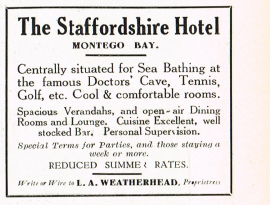 The Staffordshire Hotel
MONTEGO BAY.
Centrally situated for Sea Bathing at
the famous Doctors' Cave, Tennis,
Golf, etc. Cool & comfortable rooms.
Spacious Verandahs, and open-air Dining
Rooms and Lounge. Cuisine Excellent, well
stocked Bar. Personal Supervision.
Special Terms for Parties, and those staying a
week or more.
REDUCED SUMMER RATES.
Write or Wire to L. A. WEATHERHEAD, Proprietress